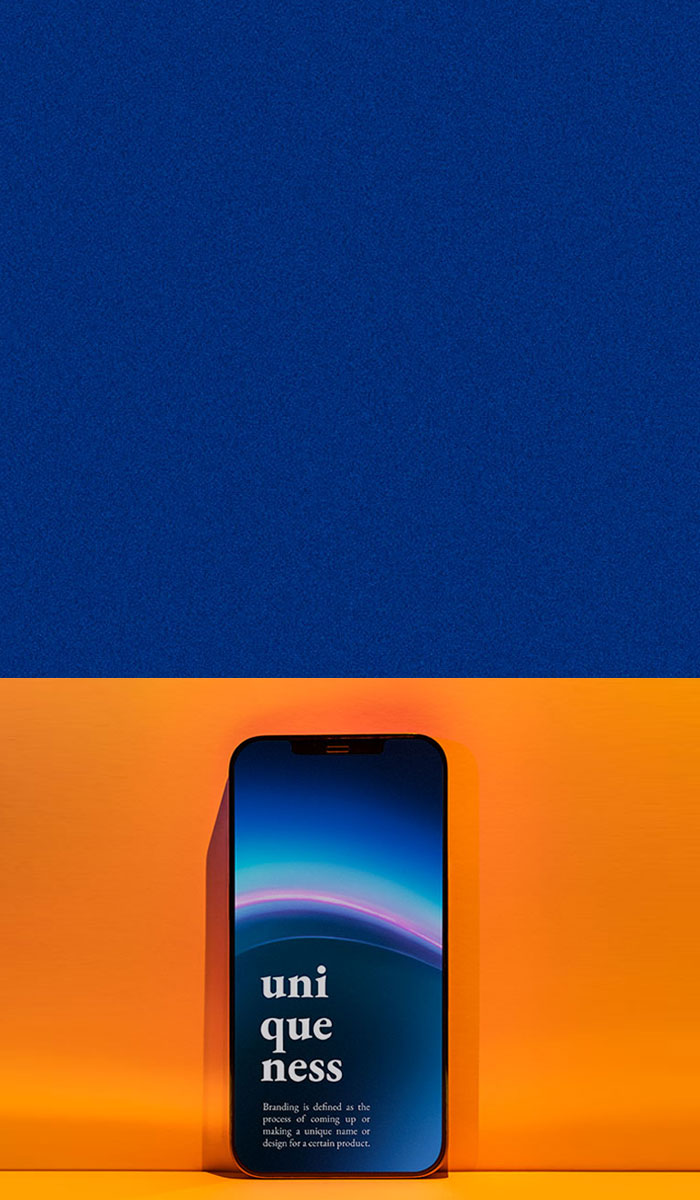 uni
que
ness
Branding is defined as the
process of coming up or
making a unique name or
design for a certain product.